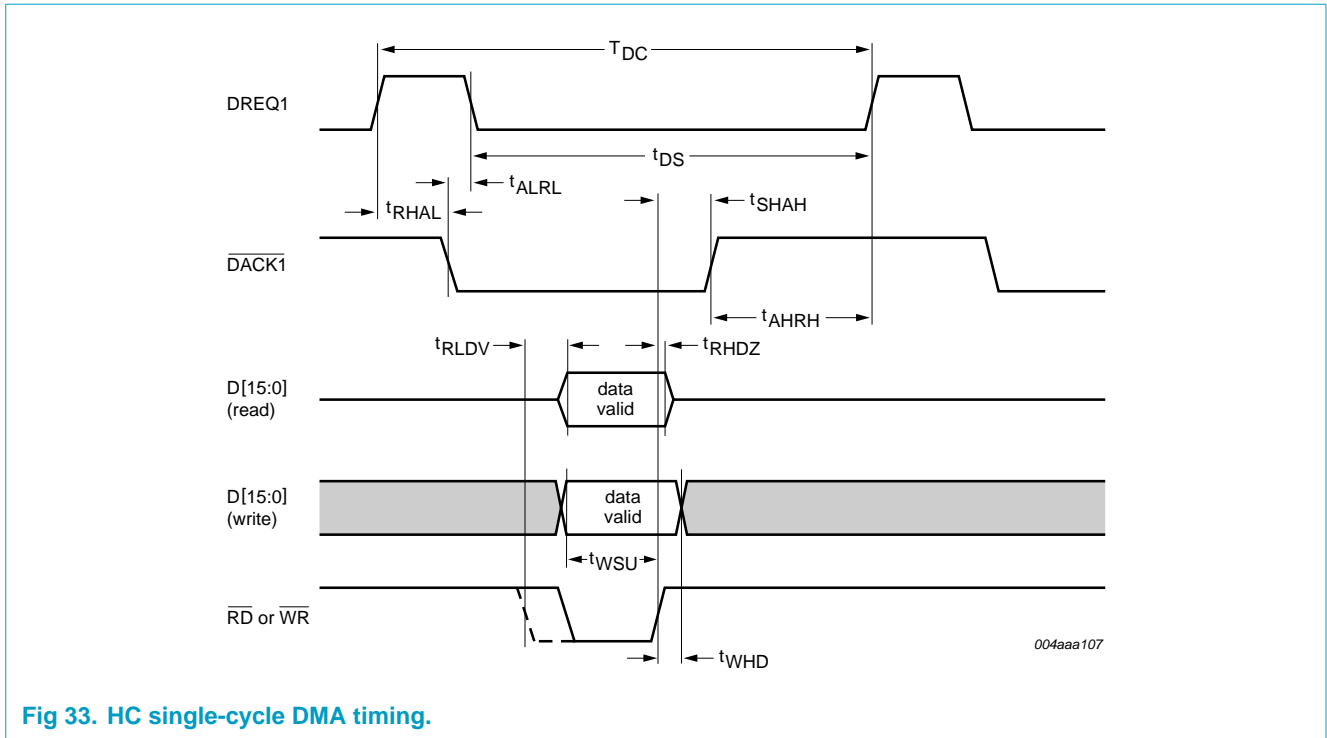 TDC
DREQ1
tDS
tALRL
tSHAH
tRHAL
DACK1
tAHRH
tRLDV
tRHDZ
D[15:0]
(read)
data
valid
D[15:0]
(write)
data
valid
tWSU
RD or WR
tWHD
004aaa107
Fig 33. HC single-cycle DMA timing.